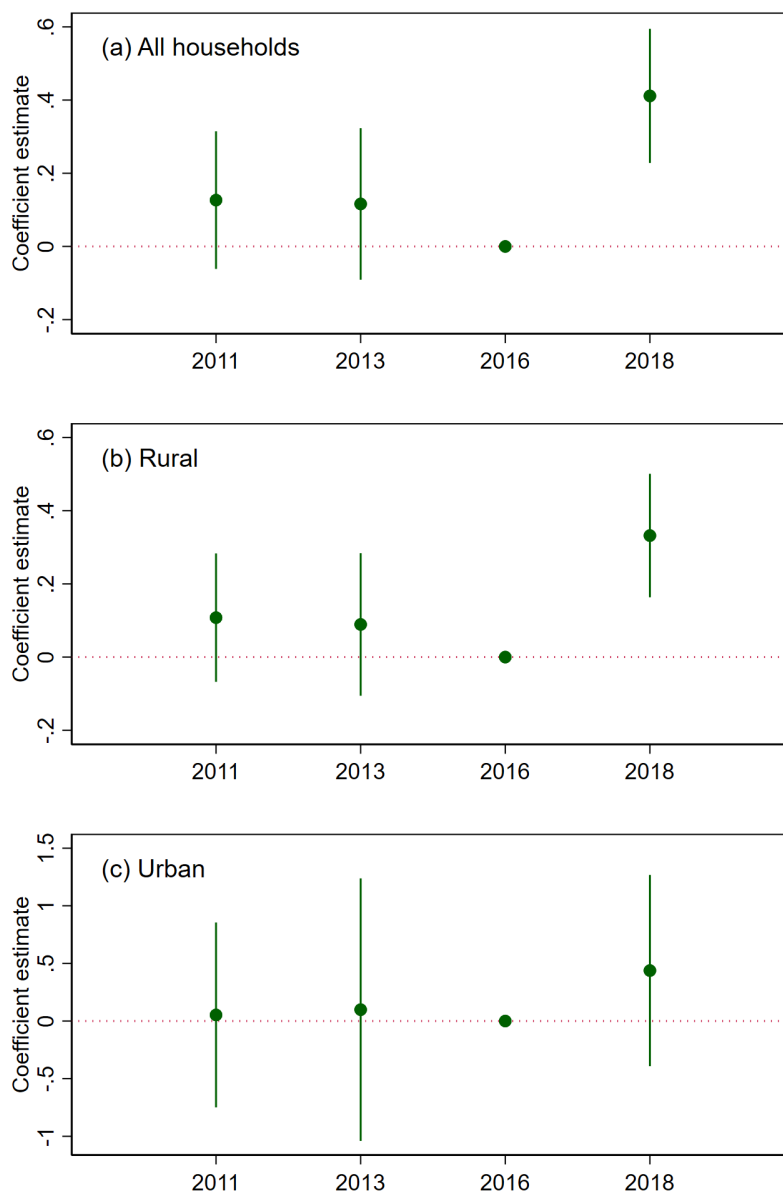 (a) All households
Coefficient estimate
.6
.4
.2
0
-.2
2011 2013 2016 2018
(b) Rural
Coefficient estimate
.6
.4
.2
0
-.2
2011 2013 2016 2018
(c) Urban
Coefficient estimate
1.5
1
.5
0
-.5
-1
2011 2013 2016 2018